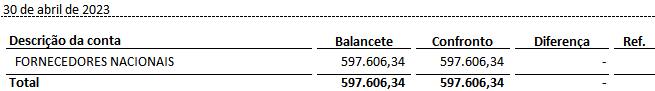 30 de abril de 2023
Descrição da conta Balancete Confronto Diferença Ref.
FORNECEDORES NACIONAIS 597.606,34 597.606,34 -
Total 597.606,34 597.606,34 -